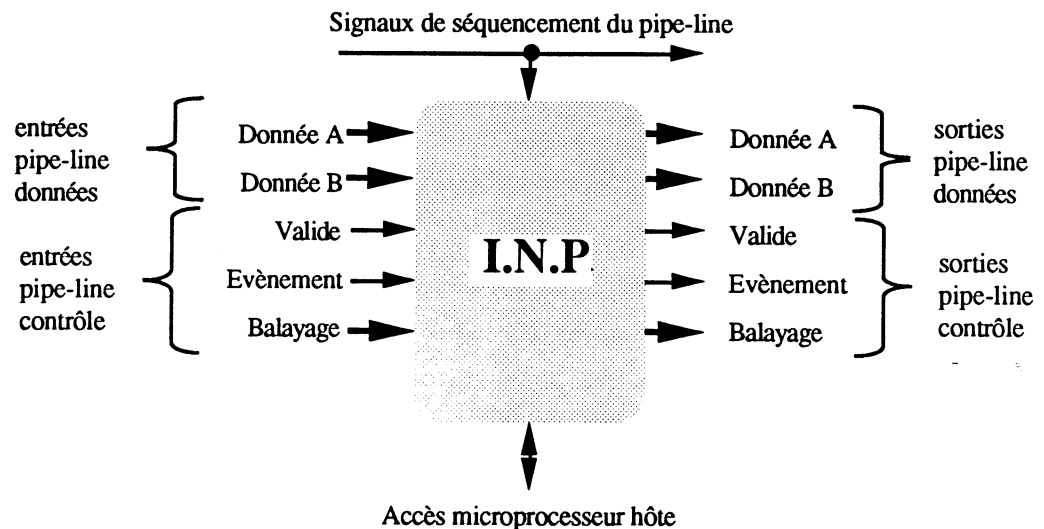 Signaux de séquencement du pipe-line
entrées
pipe-line
données
Donnée A
Donnée B
entrées
pipe-line
contrôle
Valide
Evènement
Balayage
I.N.P.
Donnée A
Donnée B
Valide
Evènement
Balayage
sorties
pipe-line
données
sorties
pipe-line
contrôle
Accès microprocesseur hôte